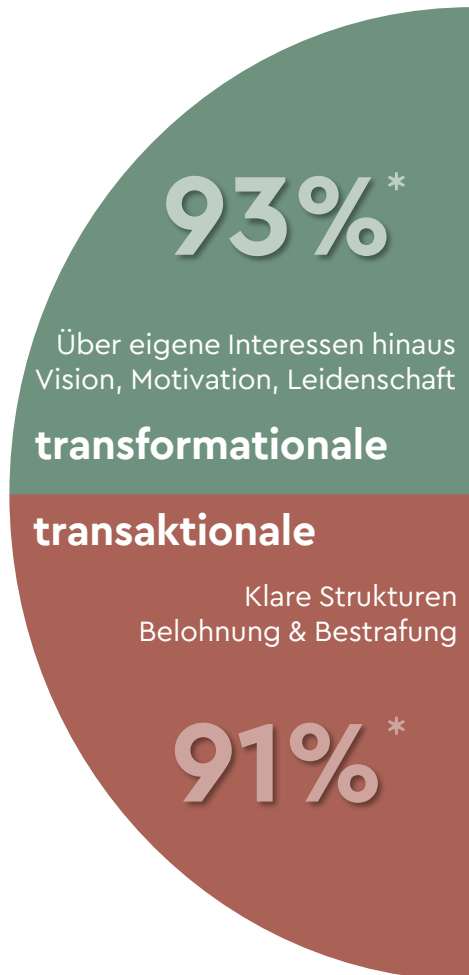 93%*
Über eigene Interessen hinaus
Vision, Motivation, Leidenschaft
transformationale
transaktionale
Klare Strukturen
Belohnung & Bestrafung
91%*